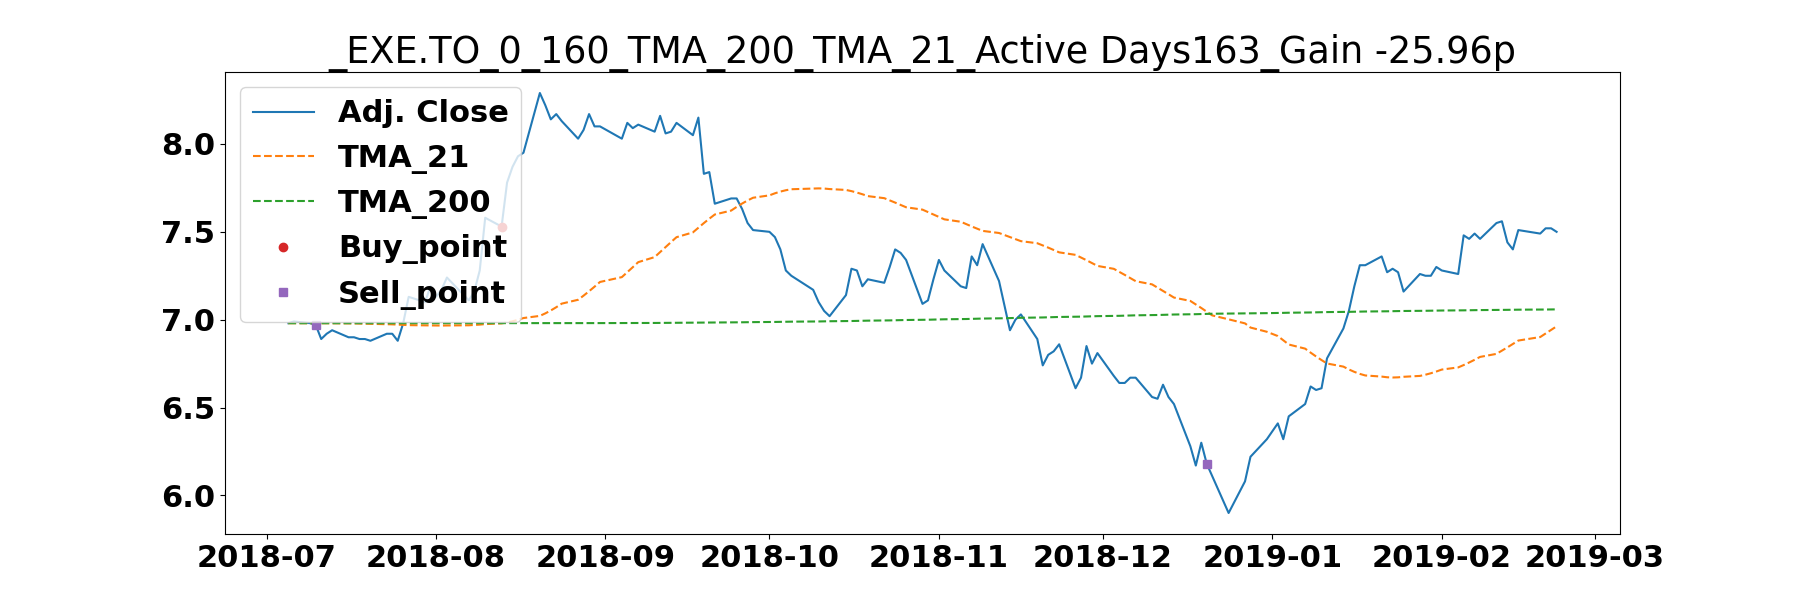 _EXE.TO_0_160_TMA_200_TMA_21_Active Days163_Gain -25.96p
Adj. Close
TMA_21
TMA_200
Buy_point
Sell_point
8.0
7.5
7.0
6.5
6.0
2018-07 2018-08 2018-09 2018-10 2018-11 2018-12 2019-01 2019-02 2019-03